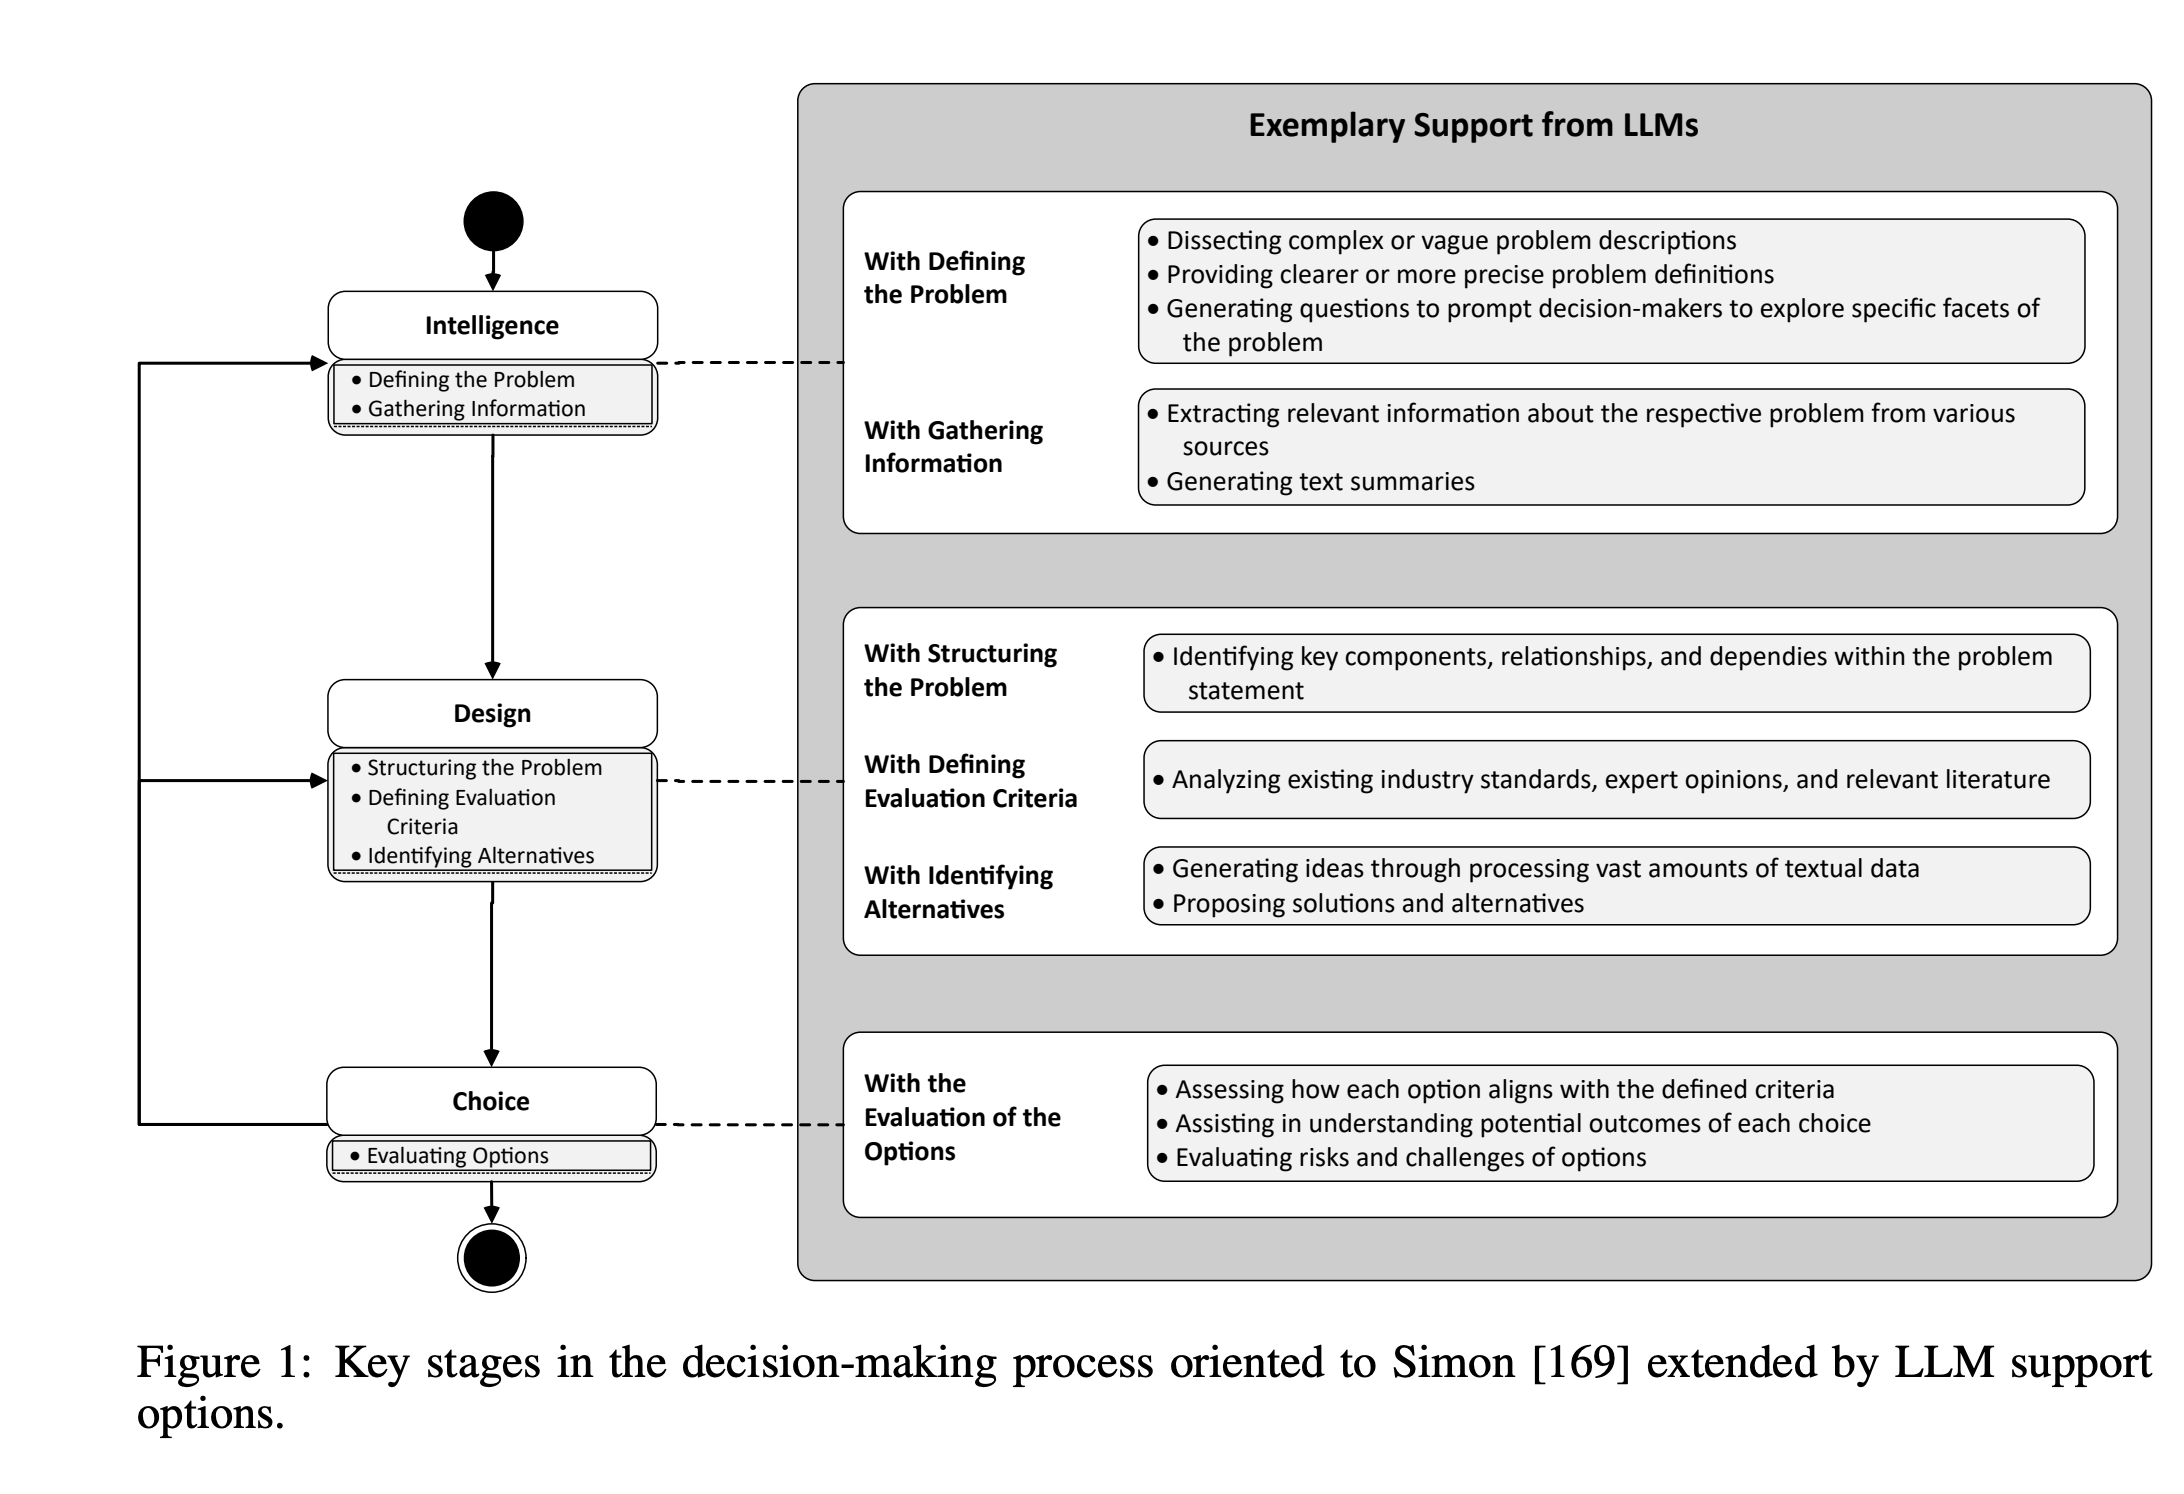 Exemplary Support from LLMs
Intelligence
• Defining the Problem
• Gathering Information
With Defining
the Problem
• Dissecting complex or vague problem descriptions
• Providing clearer or more precise problem definitions
• Generating questions to prompt decision-makers to explore specific facets of
the problem
With Gathering
Information
• Extracting relevant information about the respective problem from various
sources
• Generating text summaries
Design
• Structuring the Problem
• Defining Evaluation
Criteria
• Identifying Alternatives
With Structuring
the Problem
• Identifying key components, relationships, and dependies within the problem
statement
With Defining
Evaluation Criteria
• Analyzing existing industry standards, expert opinions, and relevant literature
With Identifying
Alternatives
• Generating ideas through processing vast amounts of textual data
• Proposing solutions and alternatives
Choice
• Evaluating Options
With the
Evaluation of the
Options
• Assessing how each option aligns with the defined criteria
• Assisting in understanding potential outcomes of each choice
• Evaluating risks and challenges of options
Figure 1: Key stages in the decision-making process oriented to Simon [169] extended by LLM support
options.